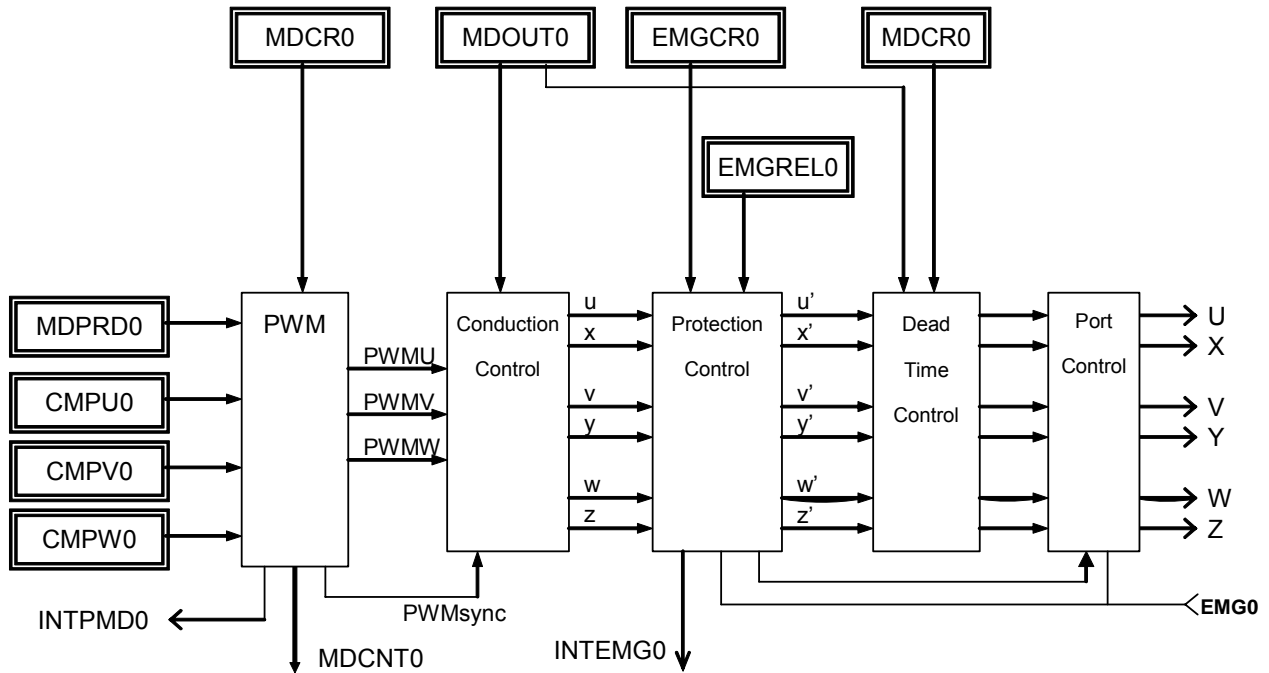 MDCR0
MDOUT0
EMGCR0
MDCR0
EMGREL0
MDPRD0
CMPU0
CMPV0
CMPW0
PWM
PWMU
PWMV
PWMW
Conduction
Control
u
x
v
y
w
z
Protection
Control
u'
x'
v'
y'
w'
z'
Dead
Time
Control
Port
Control
U
X
V
Y
W
Z
INTPMD0
MDCNT0
PWMsync
INTEMG0
EMG0